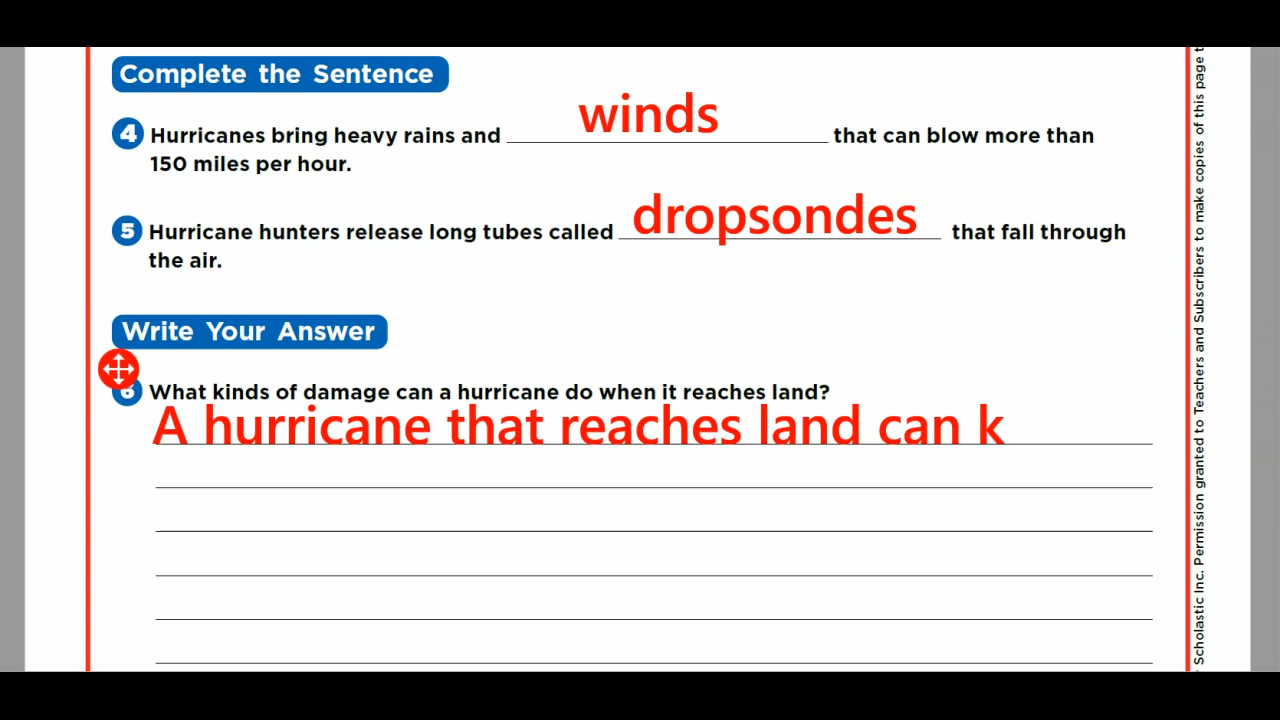 Complete the Sentence
4 Hurricanes bring heavy rains and winds that can blow more than
150 miles per hour.
5 Hurricane hunters release long tubes called dropsondes that fall through
the air.
Write Your Answer
6 What kinds of damage can a hurricane do when it reaches land?
A hurricane that reaches land can k
Scholastic Inc. Permission granted to Teachers and Subscribers to make copies of this page t